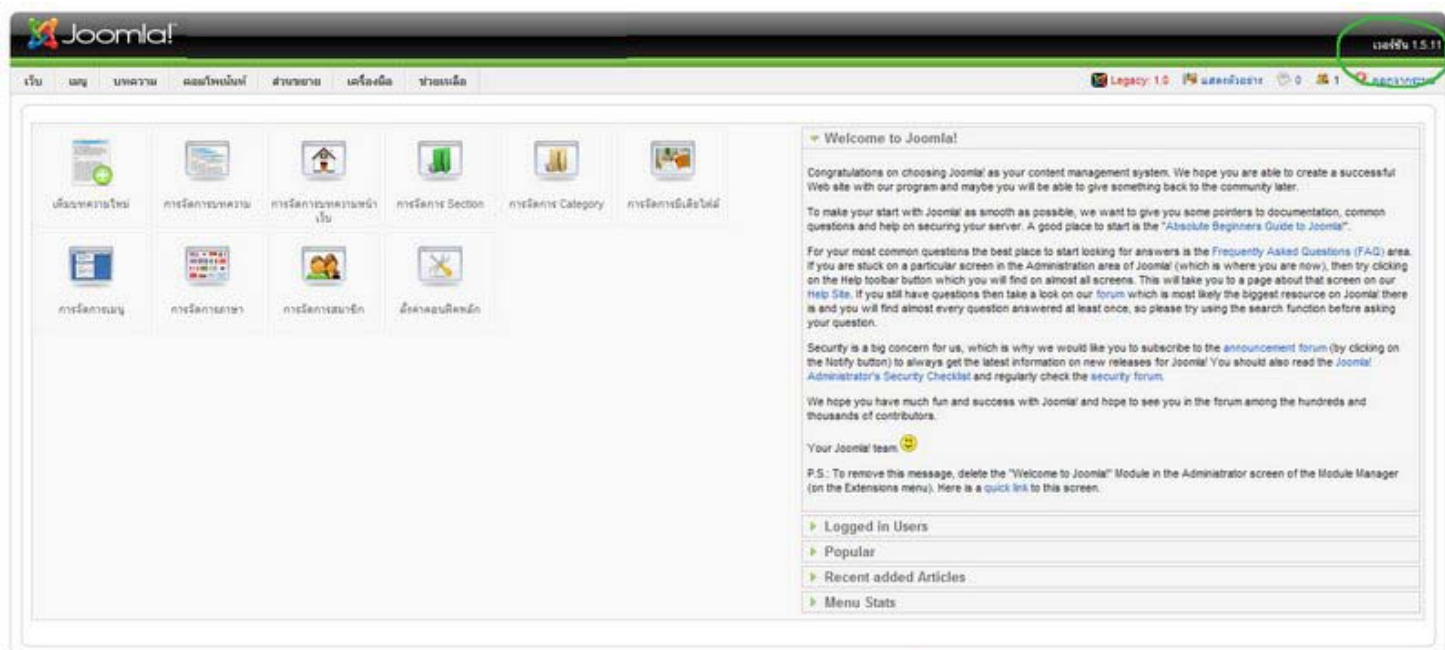 Joomla!
เวอร์ชัน 1.5.11
เว็บ เมนู บทความ คอมโพเน้นท์ ส่วนขยาย เครื่องมือ ช่วยเหลือ
Legacy: 1.0 แสดงตัวอย่าง 0 1 ออกจากระบบ
เพิ่มบทความใหม่
การจัดการบทความ
การจัดการบทความหน้า
เว็บ
การจัดการ Section
การจัดการ Category
การจัดการมีเดียไฟล์
การจัดการเมนู
การจัดการภาษา
การจัดการสมาชิก
ตั้งค่าคอนฟิคหลัก
Welcome to Joomla!
Congratulations on choosing Joomla! as your content management system. We hope you are able to create a successful
Web site with our program and maybe you will be able to give something back to the community later.
To make your start with Joomla! as smooth as possible, we want to give you some pointers to documentation, common
questions and help on securing your server. A good place to start is the "Absolute Beginners Guide to Joomla!".
For your most common questions the best place to start looking for answers is the Frequently Asked Questions (FAQ) area.
If you are stuck on a particular screen in the Administration area of Joomla! (which is where you are now), then try clicking
on the Help toolbar button which you will find on almost all screens. This will take you to a page about that screen on our
Help Site. If you still have questions then take a look on our forum which is most likely the biggest resource on Joomla! there
is and you will find almost every question answered at least once, so please try using the search function before asking
your question.
Security is a big concern for us, which is why we would like you to subscribe to the announcement forum (by clicking on
the Notify button) to always get the latest information on new releases for Joomla! You should also read the Joomla!
Administrator's Security Checklist and regularly check the security forum.
We hope you have much fun and success with Joomla! and hope to see you in the forum among the hundreds and
thousands of contributors.
Your Joomla! team
P.S.: To remove this message, delete the "Welcome to Joomla!" Module in the Administrator screen of the Module Manager
(on the Extensions menu). Here is a quick link to this screen.
Logged in Users
Popular
Recent added Articles
Menu Stats